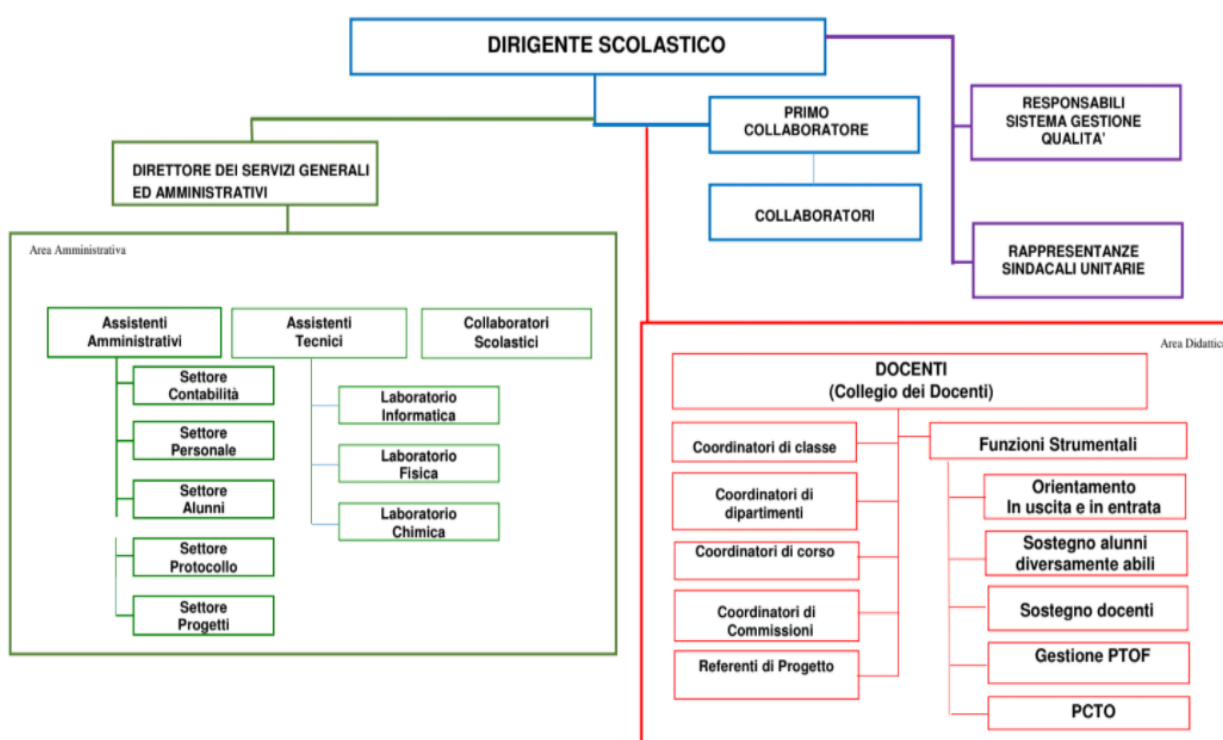 DIRIGENTE SCOLASTICO
PRIMO
COLLABORATORE
RESPONSABILI
SISTEMA GESTIONE
QUALITA'
DIRETTORE DEI SERVIZI GENERALI
ED AMMINISTRATIVI
COLLABORATORI
RAPPRESENTANZE
SINDACALI UNITARIE
Area Amministrativa
Assistenti
Amministrativi
Assistenti
Tecnici
Collaboratori
Scolastici
Settore
Contabilità
Settore
Personale
Settore
Alunni
Settore
Protocollo
Settore
Progetti
Laboratorio
Informatica
Laboratorio
Fisica
Laboratorio
Chimica
Area Didattica
DOCENTI
(Collegio dei Docenti)
Coordinatori di classe
Coordinatori di
dipartimenti
Coordinatori di corso
Coordinatori di
Commissioni
Referenti di Progetto
Funzioni Strumentali
Orientamento
In uscita e in entrata
Sostegno alunni
diversamente abili
Sostegno docenti
Gestione PTOF
PCTO